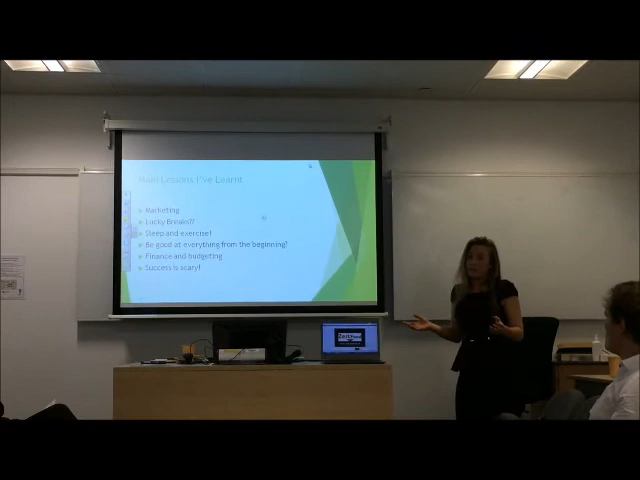 Main Lessons I've Learnt
Marketing
Lucky Breaks??
Sleep and exercise!
Be good at everything from the beginning?
Finance and budgeting
Success is scary!